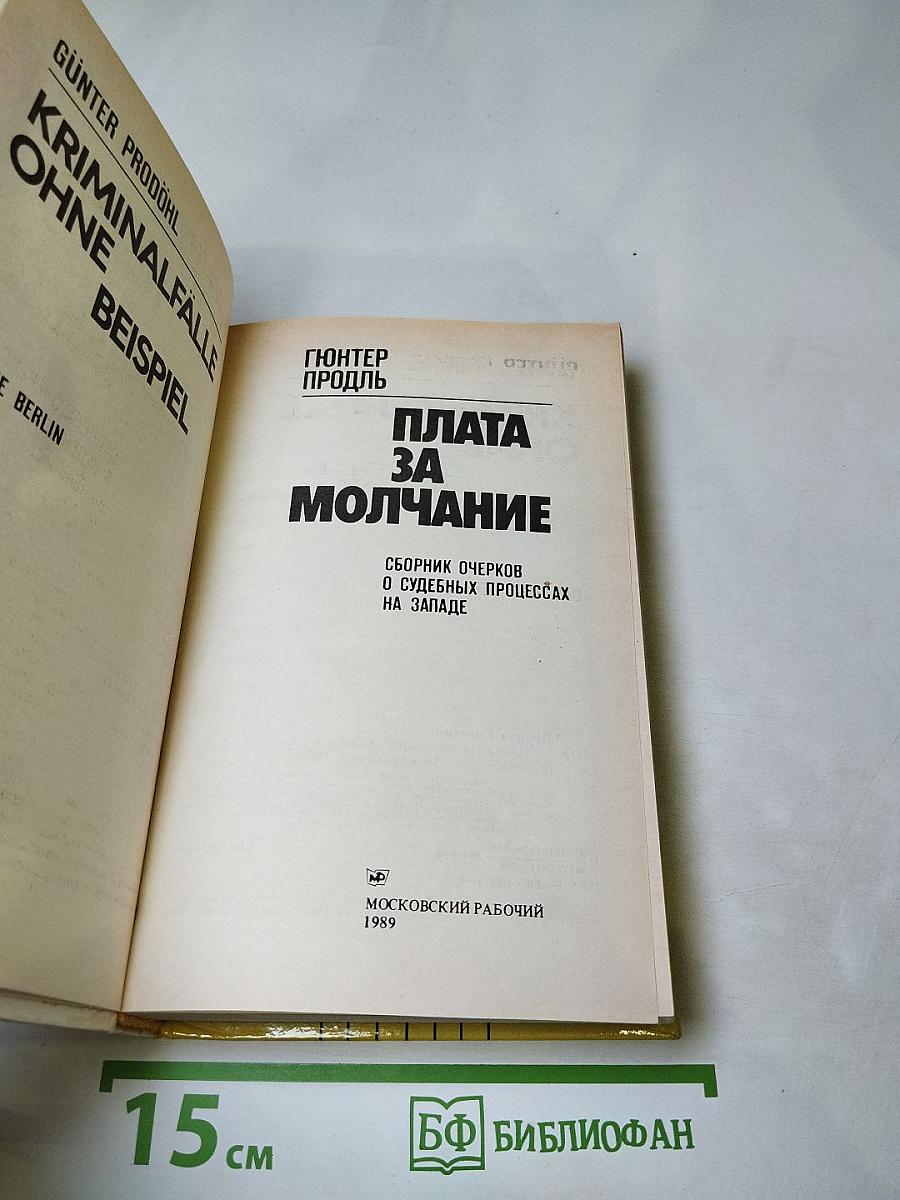 GÜNTER PRODÖHL
KRIMINALFÄLLE
OHNE
BEISPIEL
BERLIN
ГЮНТЕР
ПРОДЛЬ
ПЛАТА
ЗА
МОЛЧАНИЕ
СБОРНИК ОЧЕРКОВ
О СУДЕБНЫХ ПРОЦЕССАХ
НА ЗАПАДЕ
МР
МОСКОВСКИЙ РАБОЧИЙ
1989
15 см
БФ БИБЛИОФАН